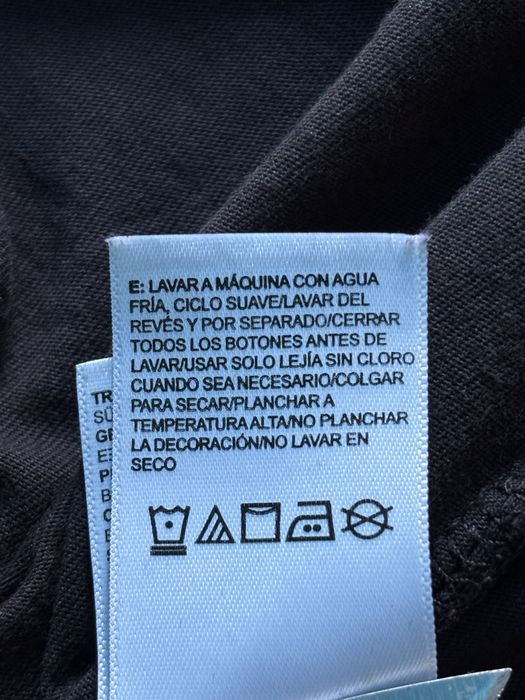 E: LAVAR A MÁQUINA CON AGUA
FRÍA, CICLO SUAVE/LAVAR DEL
REVÉS Y POR SEPARADO/CERRAR
TODOS LOS BOTONES ANTES DE
LAVAR/USAR SOLO LEJÍA SIN CLORO
CUANDO SEA NECESARIO/COLGAR
PARA SECAR/PLANCHAR A
TEMPERATURA ALTA/NO PLANCHAR
LA DECORACIÓN/NO LAVAR EN
SECO